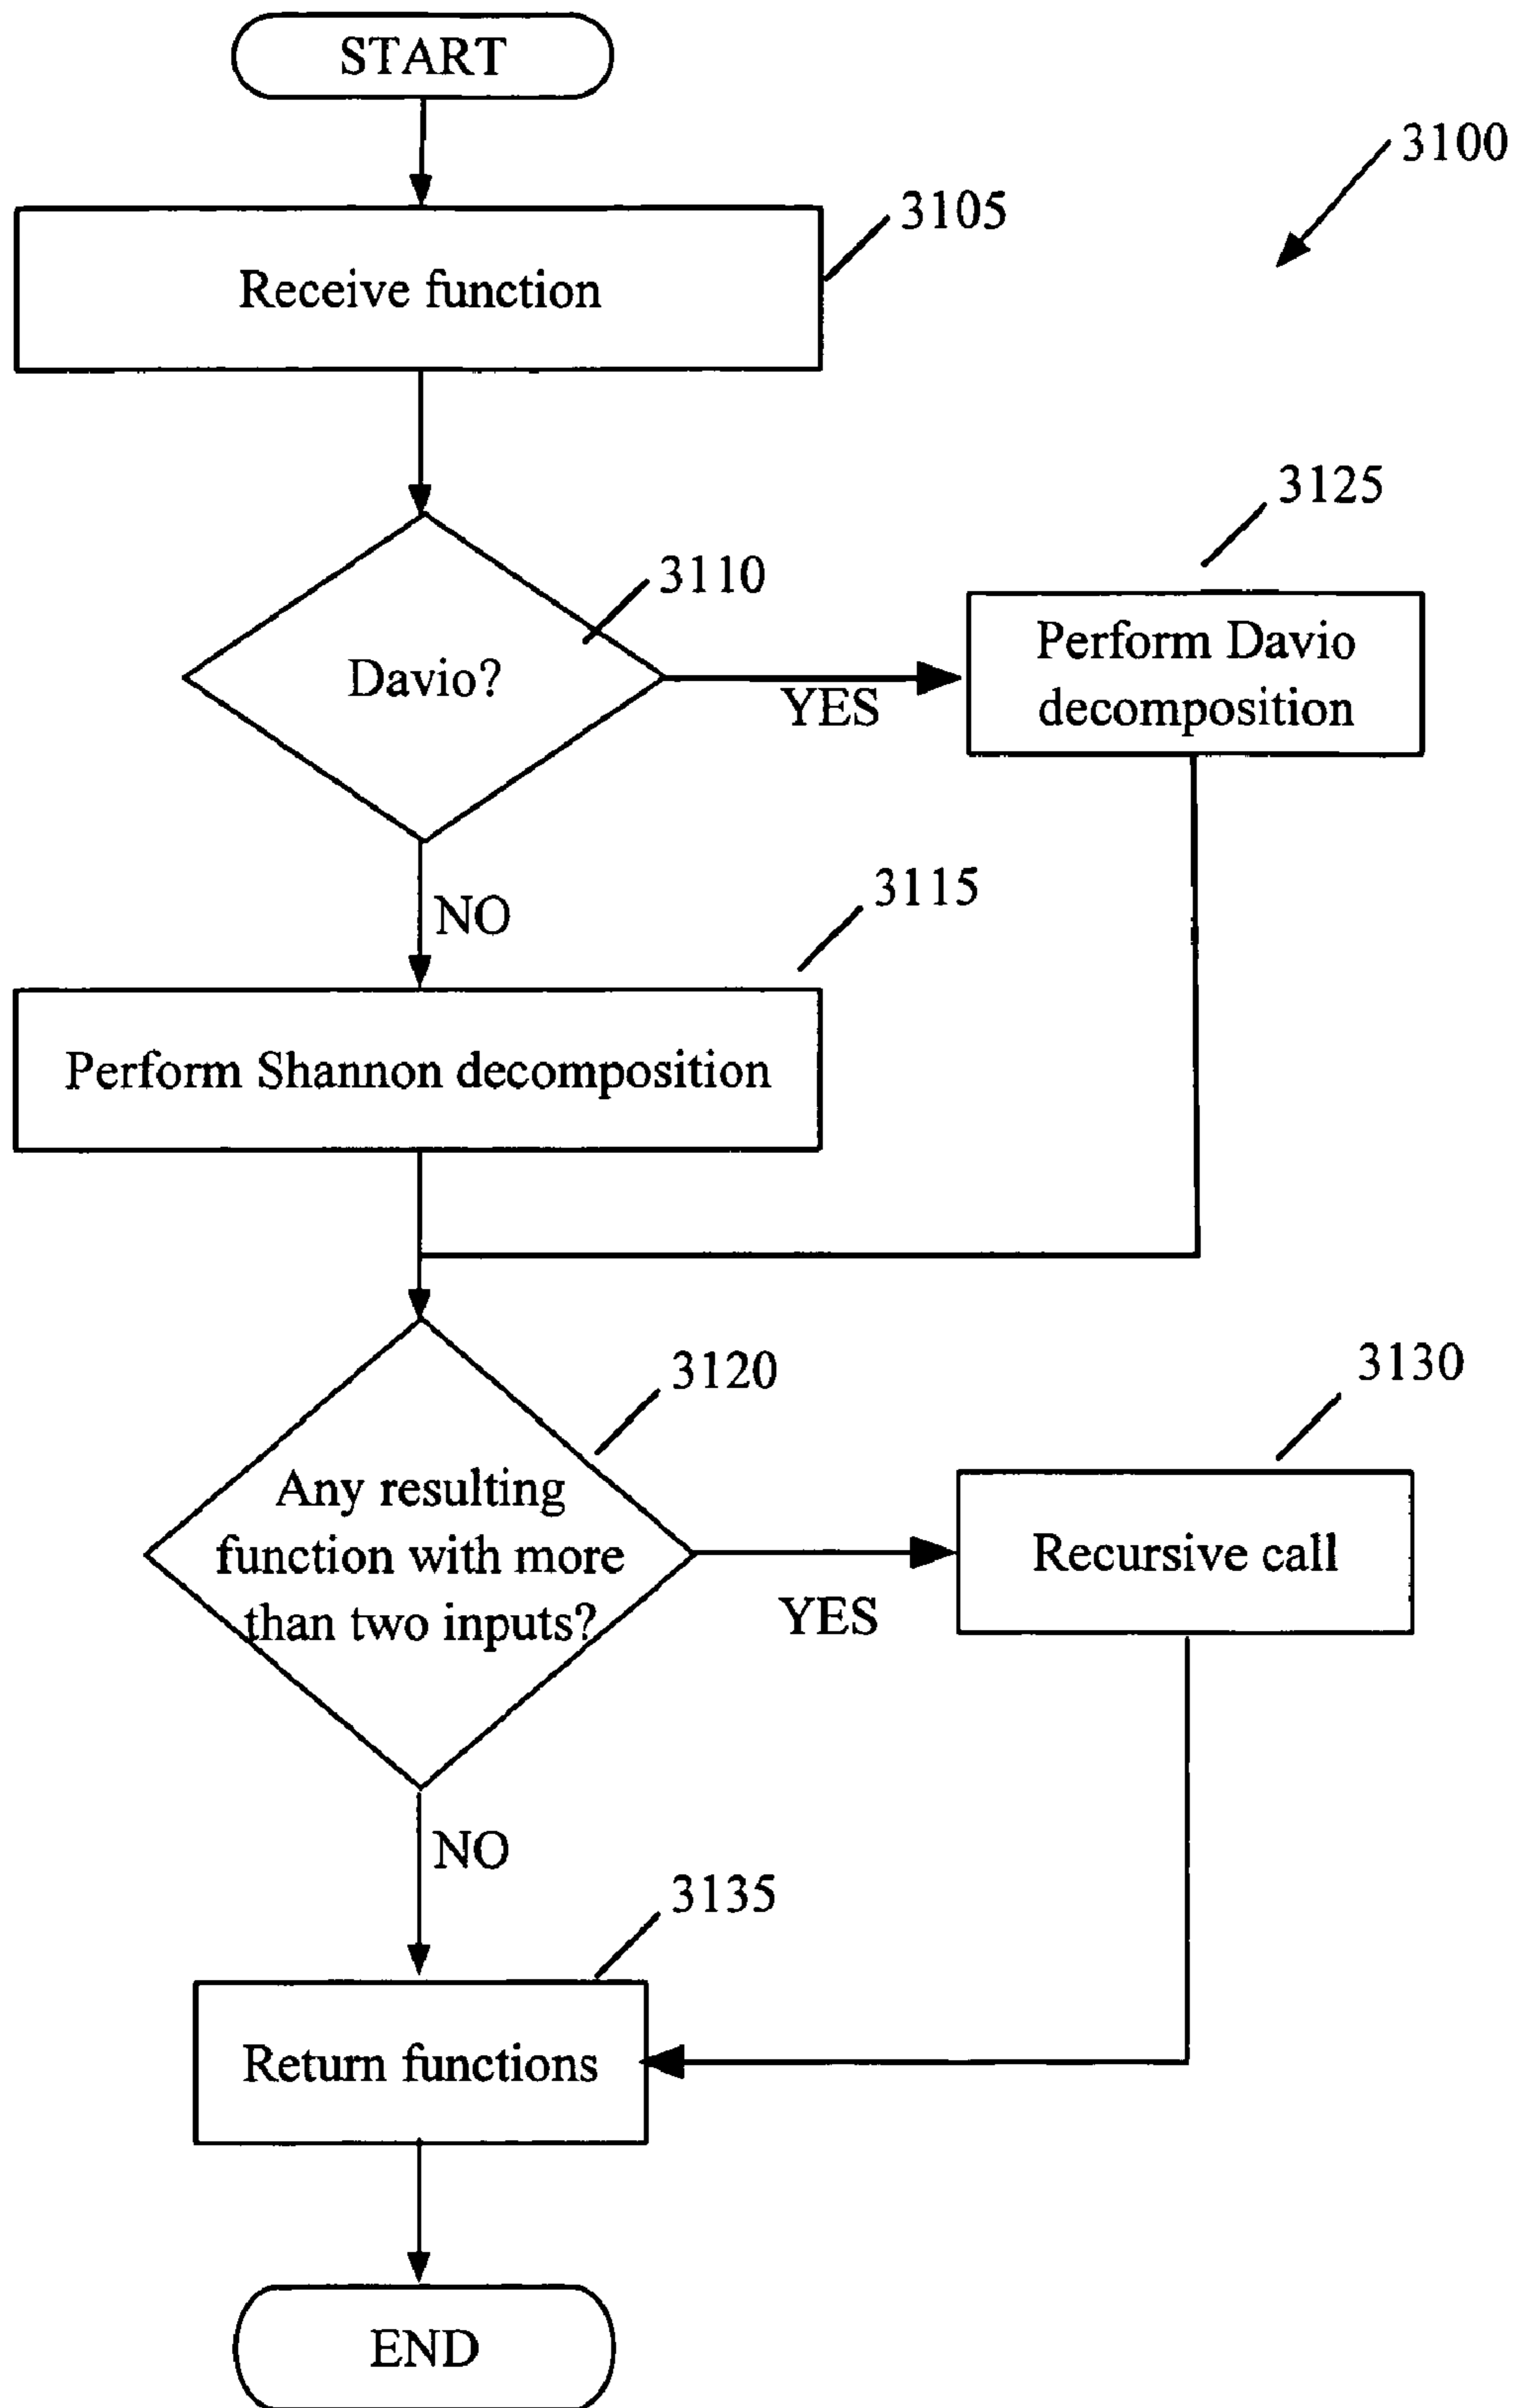 START
3100
3105
Receive function
3125
3110
Perform Davio
decomposition
Davio?
YES
3115
NO
Perform Shannon decomposition
3120
3130
Any resulting
function with more
than two inputs?
Recursive call
YES
NO
3135
Return functions
END